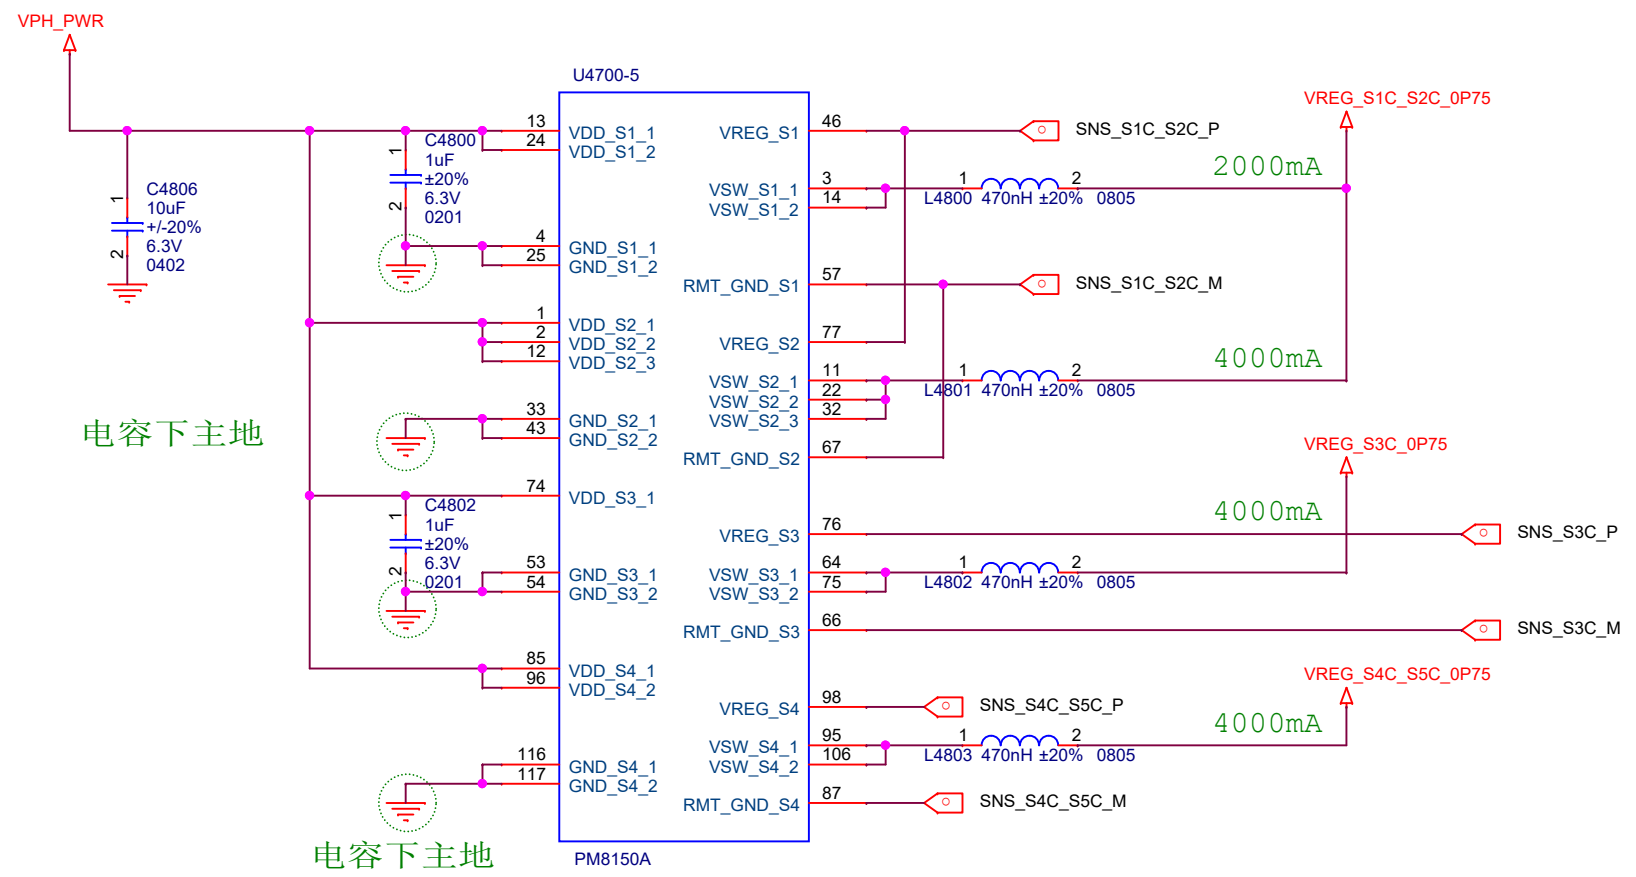 VPH_PWR
U4700-5
VREG_S1C_S2C_0P75
13
VDD_S1_1
24
VDD_S1_2
C4800
1uF
±20%
6.3V
0201
1
2
C4806
10uF
+/-20%
6.3V
0402
1
2
4
GND_S1_1
25
GND_S1_2
1
VDD_S2_1
2
VDD_S2_2
12
VDD_S2_3
33
GND_S2_1
43
GND_S2_2
电容下主地
74
VDD_S3_1
C4802
1uF
±20%
6.3V
0201
1
2
53
GND_S3_1
54
GND_S3_2
85
VDD_S4_1
96
VDD_S4_2
116
GND_S4_1
117
GND_S4_2
电容下主地
PM8150A
VREG_S1
46
SNS_S1C_S2C_P
2000mA
VSW_S1_1
3
VSW_S1_2
14
1
2
L4800 470nH ±20% 0805
RMT_GND_S1
57
SNS_S1C_S2C_M
VREG_S2
77
4000mA
VSW_S2_1
11
VSW_S2_2
22
VSW_S2_3
32
1
2
L4801 470nH ±20% 0805
RMT_GND_S2
67
VREG_S3C_0P75
4000mA
VREG_S3
76
SNS_S3C_P
VSW_S3_1
64
VSW_S3_2
75
1
2
L4802 470nH ±20% 0805
RMT_GND_S3
66
SNS_S3C_M
VREG_S4C_S5C_0P75
VREG_S4
98
SNS_S4C_S5C_P
4000mA
VSW_S4_1
95
VSW_S4_2
106
1
2
L4803 470nH ±20% 0805
RMT_GND_S4
87
SNS_S4C_S5C_M